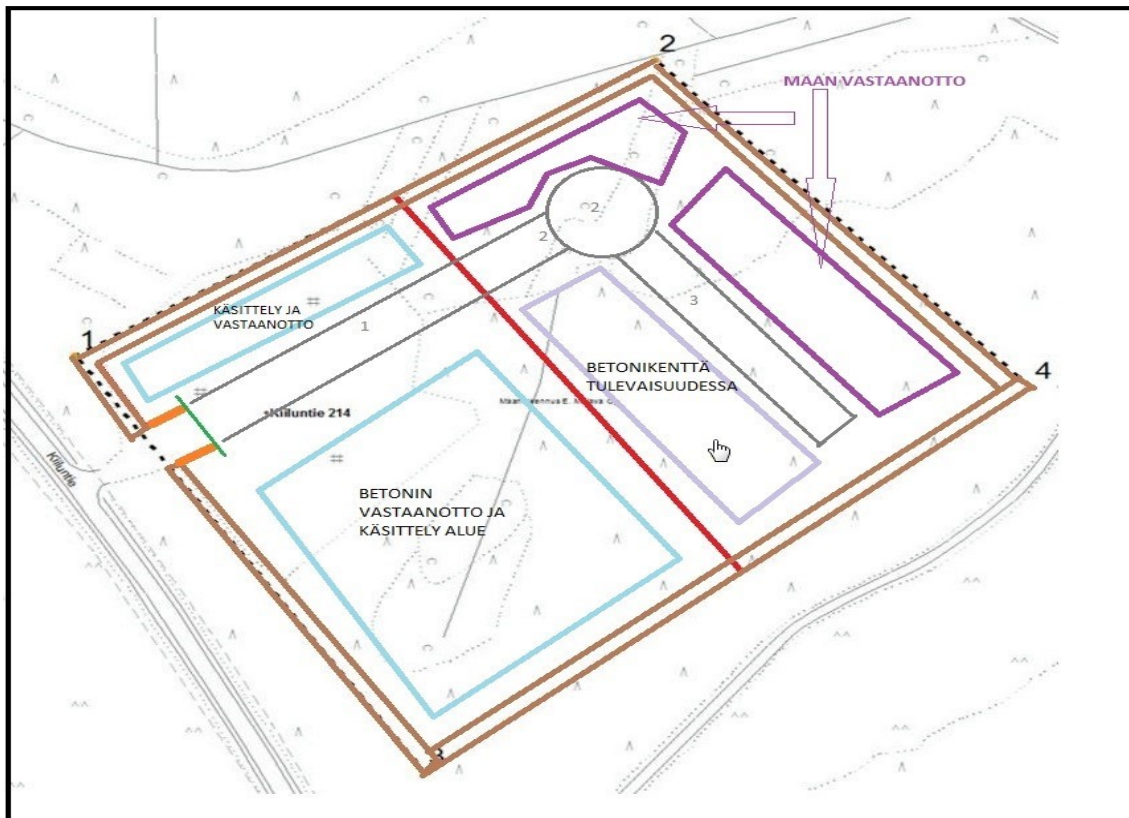 2
MAAN VASTAANOTTO
2
2
KÄSITTELY JA
VASTAANOTTO
1
1
3
4
BETONIKENTTÄ
TULEVAISUUDESSA
Kiiluntie 214
Kiiluntie
BETONIN
VASTAANOTTO JA
KÄSITTELY ALUE
3